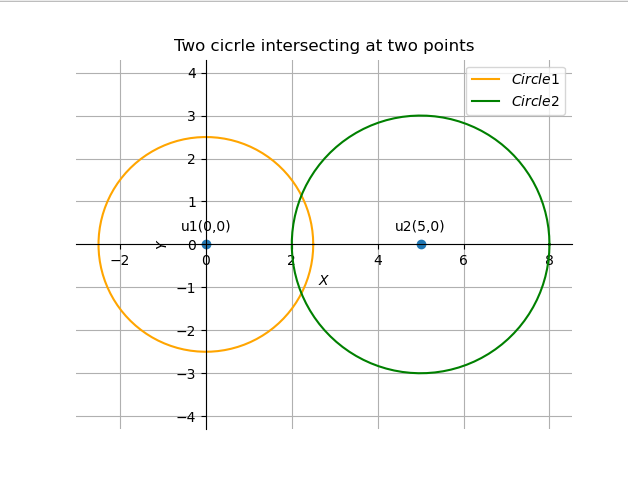 Two cicrle intersecting at two points
Circle1
Circle2
4
3
2
1
0
−1
−2
−3
−4
−2
0
2
4
6
8
u1(0,0)
u2(5,0)
Y
X